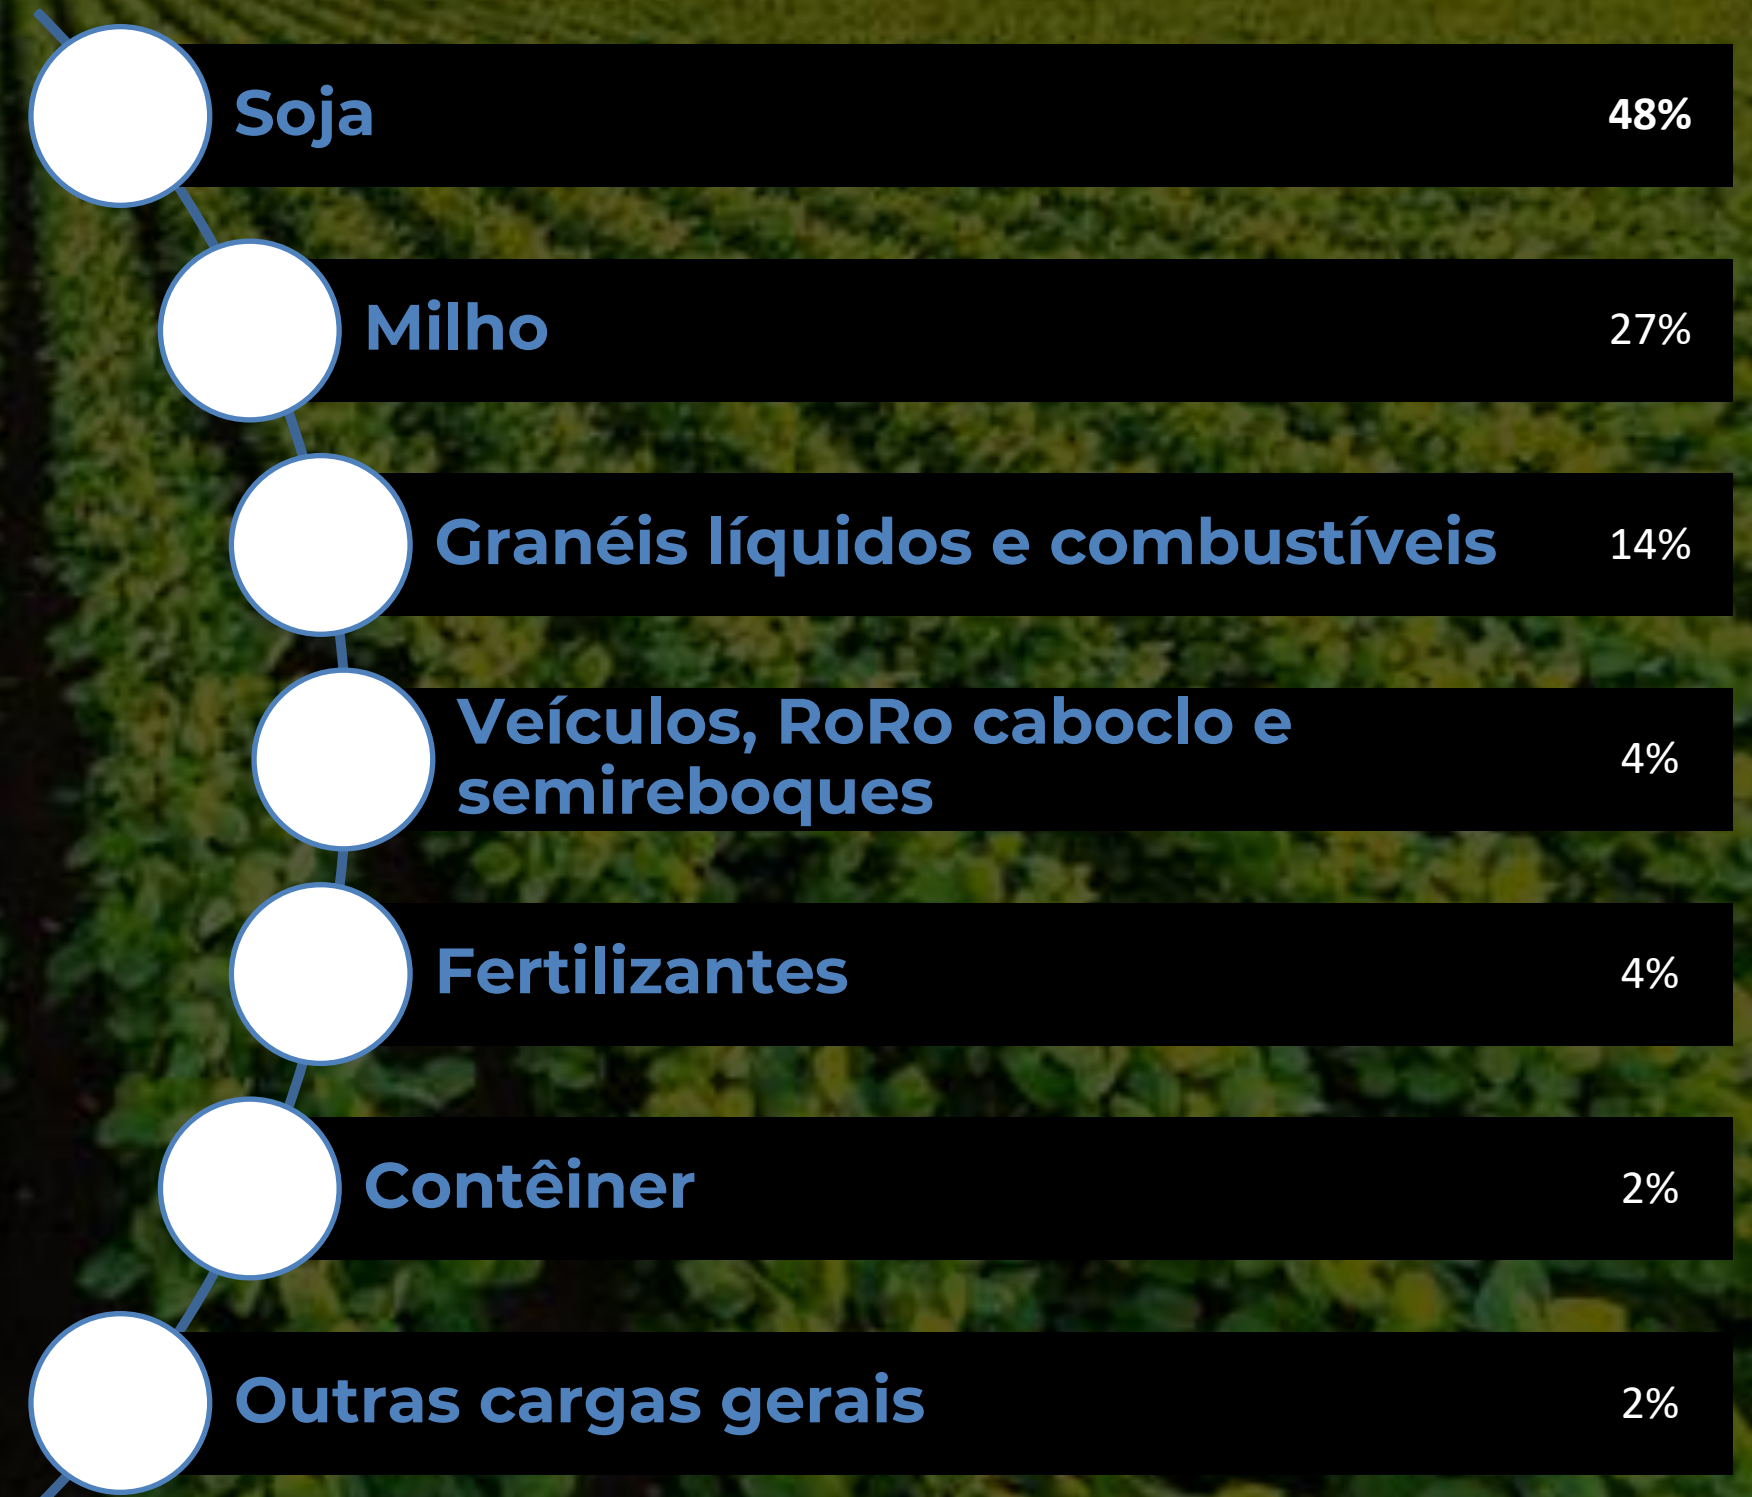 Soja 48%
Milho 27%
Granéis líquidos e combustíveis 14%
Veículos, RoRo caboclo e
semireboques 4%
Fertilizantes 4%
Contêiner 2%
Outras cargas gerais 2%